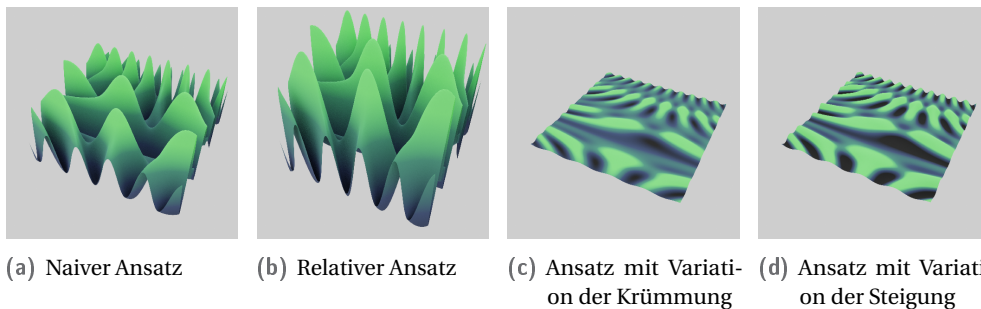 (a) Naiver Ansatz
(b) Relativer Ansatz
(c) Ansatz mit Variati-
on der Krümmung
(d) Ansatz mit Variati
on der Steigung